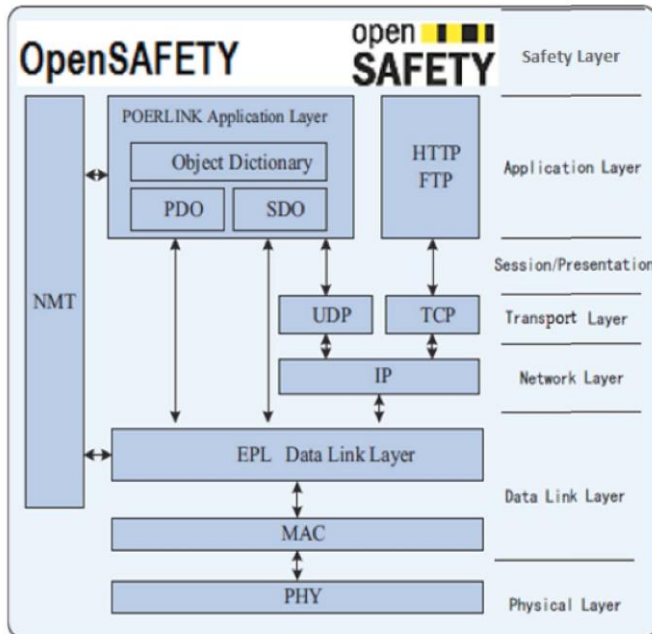 OpenSAFETY
open
SAFETY
Safety Layer
POERLINK Application Layer
Object Dictionary
PDO
SDO
HTTP
FTP
Application Layer
Session/Presentation
NMT
UDP
TCP
Transport Layer
IP
Network Layer
EPL Data Link Layer
Data Link Layer
MAC
PHY
Physical Layer